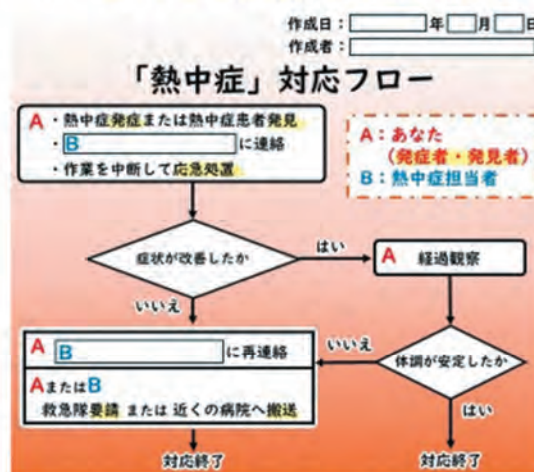 作成日： 年 月 日
作成者：
「熱中症」対応フロー
A ・熱中症発症または熱中症患者発見
・ B に連絡
・作業を中断して応急処置
A：あなた
（発症者・発見者）
B：熱中症担当者
症状が改善したか
はい
A 経過観察
いいえ
A B に再連絡
いいえ
体調が安定したか
AまたはB
救急隊要請 または 近くの病院へ搬送
はい
対応終了
対応終了